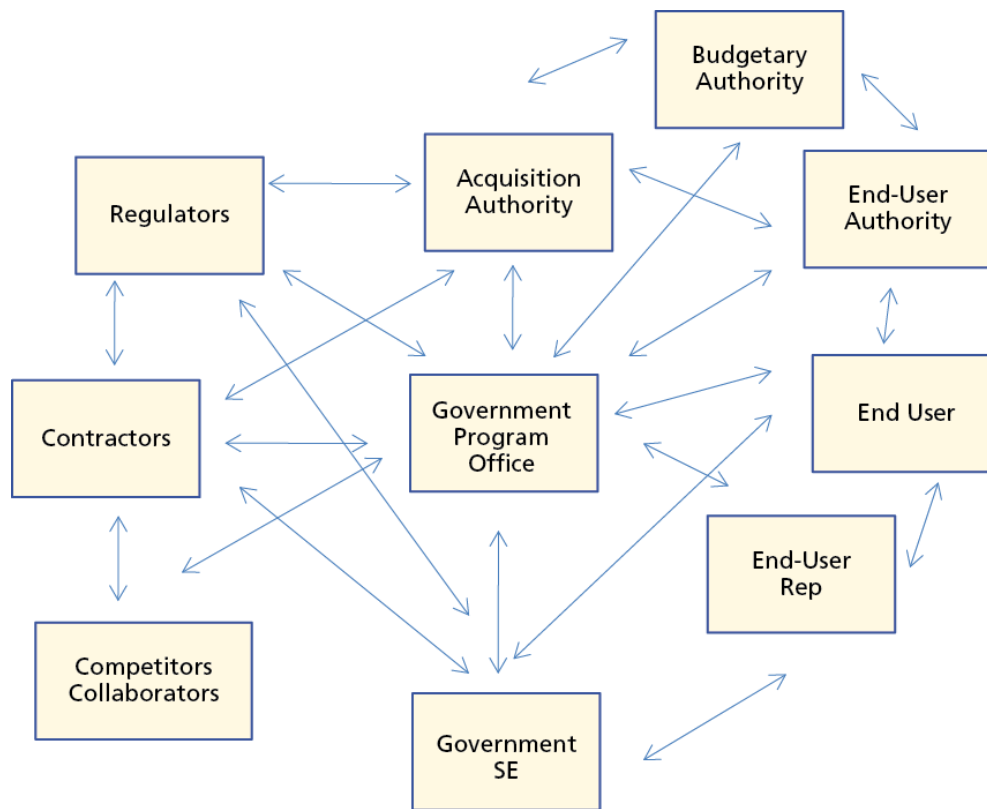 Budgetary
Authority
Acquisition
Authority
Regulators
End-User
Authority
Contractors
Government
Program
Office
End User
End-User
Rep
Competitors
Collaborators
Government
SE